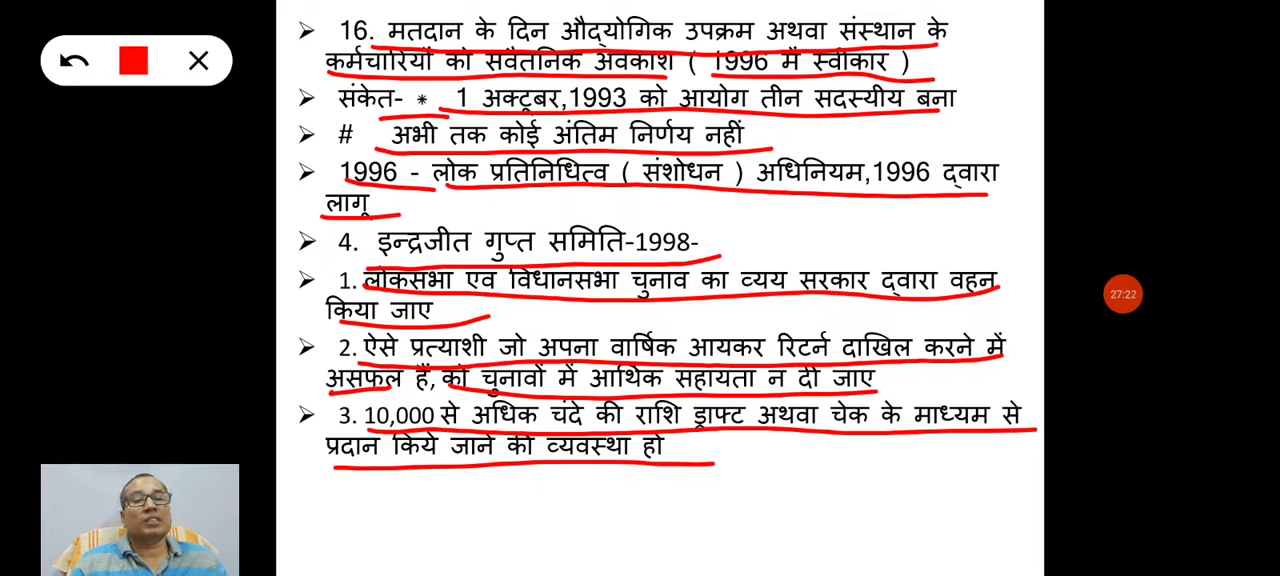 ➢ 16. मतदान के दिन औद्योगिक उपक्रम अथवा संस्थान के
कर्मचारियों को सवैतनिक अवकाश ( 1996 में स्वीकार )
➢ संकेत- * 1 अक्टूबर,1993 को आयोग तीन सदस्यीय बना
➢ # अभी तक कोई अंतिम निर्णय नहीं
➢ 1996 - लोक प्रतिनिधित्व ( संशोधन ) अधिनियम,1996 द्वारा
लागू
➢ 4. इन्द्रजीत गुप्त समिति-1998-
➢ 1. लोकसभा एव विधानसभा चुनाव का व्यय सरकार द्वारा वहन
किया जाए
➢ 2. ऐसे प्रत्याशी जो अपना वार्षिक आयकर रिटर्न दाखिल करने में
असफल हैं, को चुनावों में आर्थिक सहायता न दी जाए
➢ 3. 10,000 से अधिक चंदे की राशि ड्राफ्ट अथवा चेक के माध्यम से
प्रदान किये जाने की व्यवस्था हो
27:22